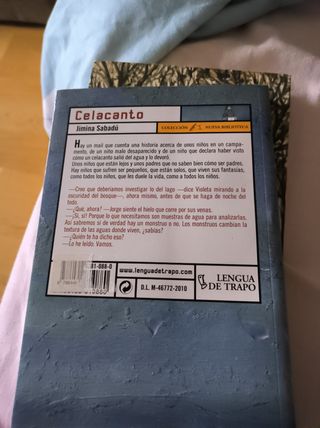 Celacanto
Jimina Sabadú
COLECCIÓN
NUEVA BIBLIOTECA
Hay un mail que cuenta una historia acerca de unos niños en un campa-
mento, de un niño malo desaparecido y de un niño que declara haber visto
cómo un celacanto salió del agua y lo devoró.
Unos niños que están lejos y unos padres que no saben bien cómo ser padres.
Hay niños que sufren ser pequeños, que están solos, que viven sus fantasías,
como todos los niños, que les duele la vida, como a todos los niños.
—Creo que deberíamos investigar lo del lago —dice Violeta mirando a la
oscuridad del bosque—, ahora mismo, antes de que se haga de noche del
todo.
—¿Qué, ahora? —Jorge siente el hielo que corre por sus venas.
—¡Sí, sí! Porque lo que necesitamos son muestras de agua para analizarlas.
Así sabremos si de verdad hay un monstruo o no. Los monstruos cambian la
textura de las aguas donde viven, ¿sabías?
—¿Quién te ha dicho eso?
—Lo he leído. Vamos.
81-088-0
www.lenguadetrapo.com
D.L. M-46772-2010
LENGUA
DE TRAPO